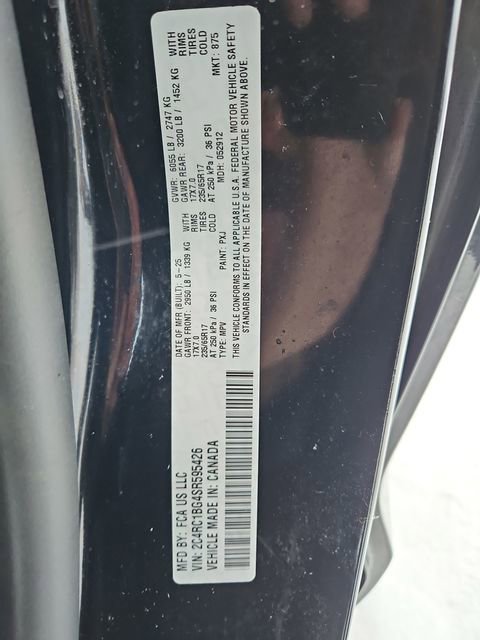 MFD BY: FCA US LLC
VIN: 2C4RC1BG4SR595426
VEHICLE MADE IN: CANADA
DATE OF MFR (BUILT): 5-25 GVWR: 6055 LB / 2747 KG
GAWR FRONT: 2950 LB / 1339 KG WITH GAWR REAR: 3200 LB / 1452 KG WITH
17X7.0 RIMS 17X7.0 RIMS
235/65R17 TIRES 235/65R17 TIRES
AT 250 kPa / 36 PSI COLD AT 250 kPa / 36 PSI COLD
TYPE: MPV PAINT: PXJ MDH: 052912 MKT: 875
THIS VEHICLE CONFORMS TO ALL APPLICABLE U.S.A. FEDERAL MOTOR VEHICLE SAFETY
STANDARDS IN EFFECT ON THE DATE OF MANUFACTURE SHOWN ABOVE.